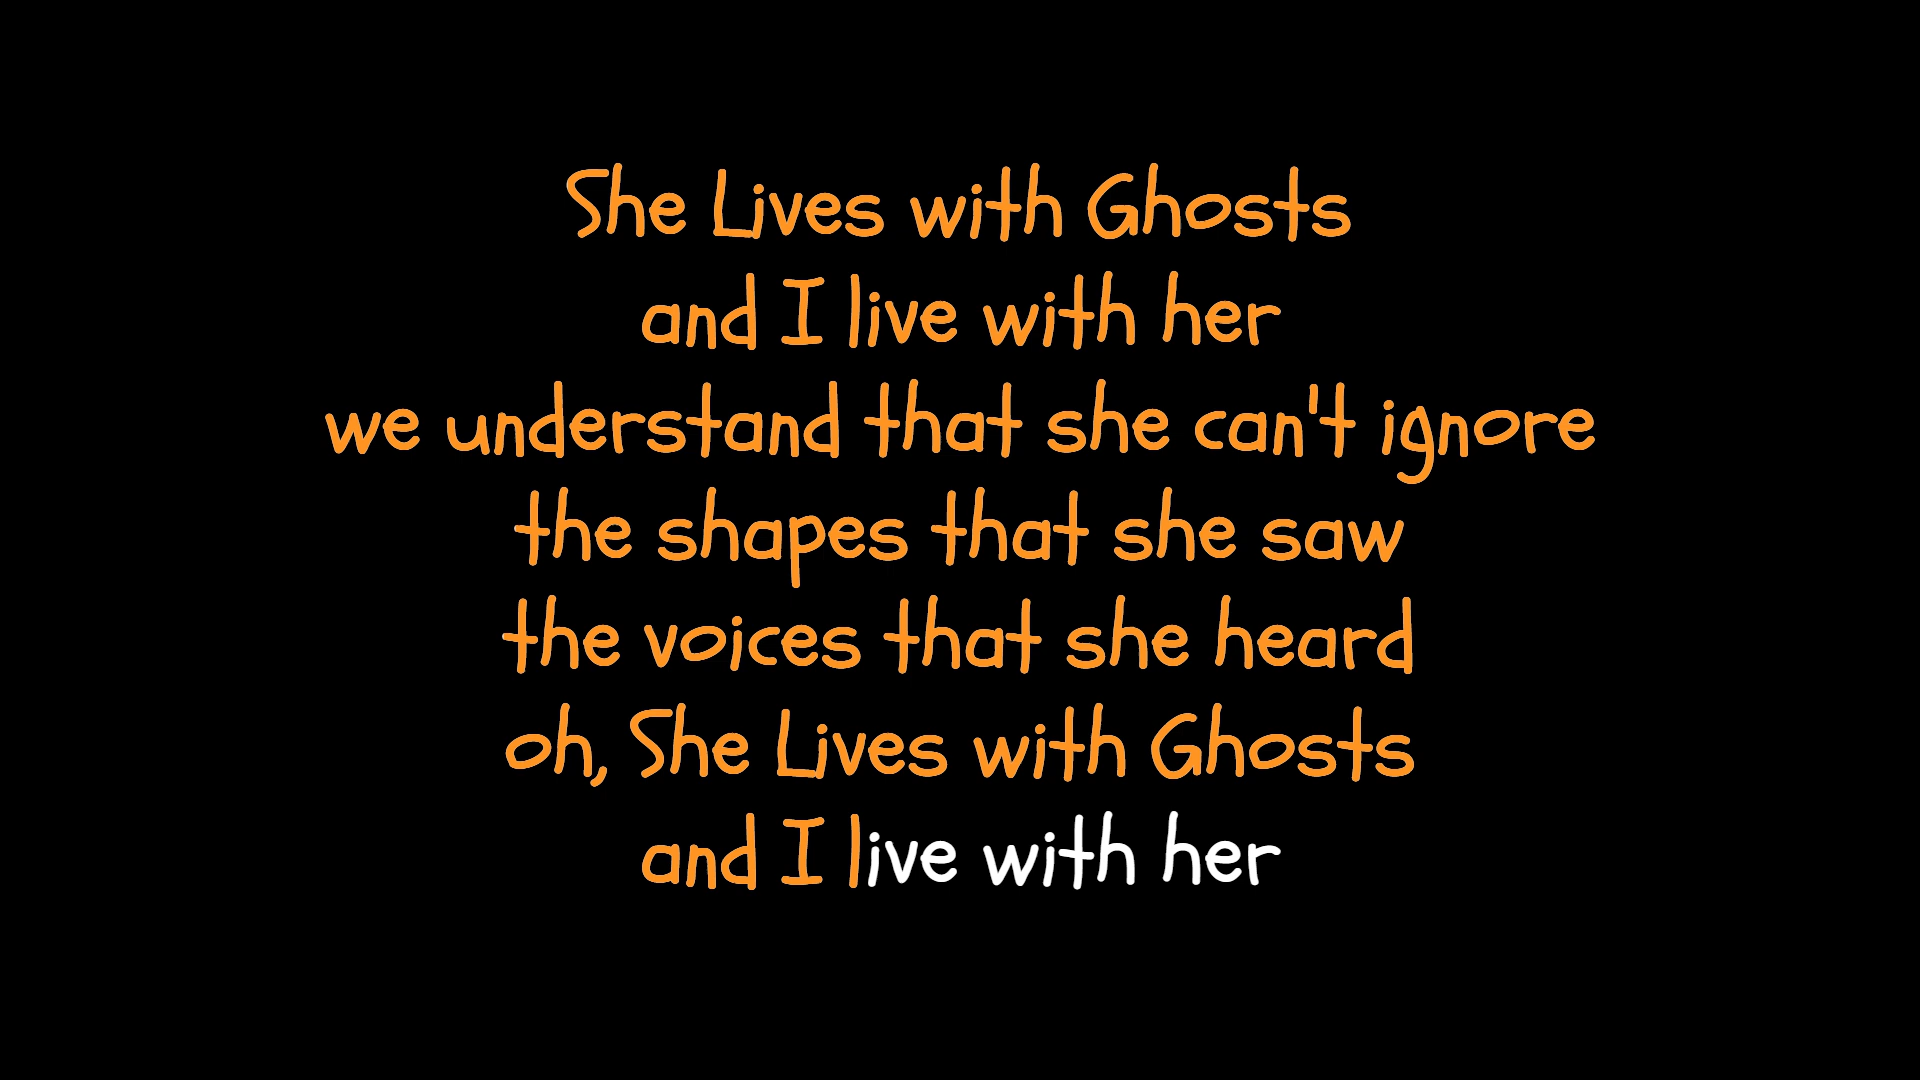 She Lives with Ghosts
and I live with her
we understand that she can't ignore
the shapes that she saw
the voices that she heard
oh, She Lives with Ghosts
and I live with her